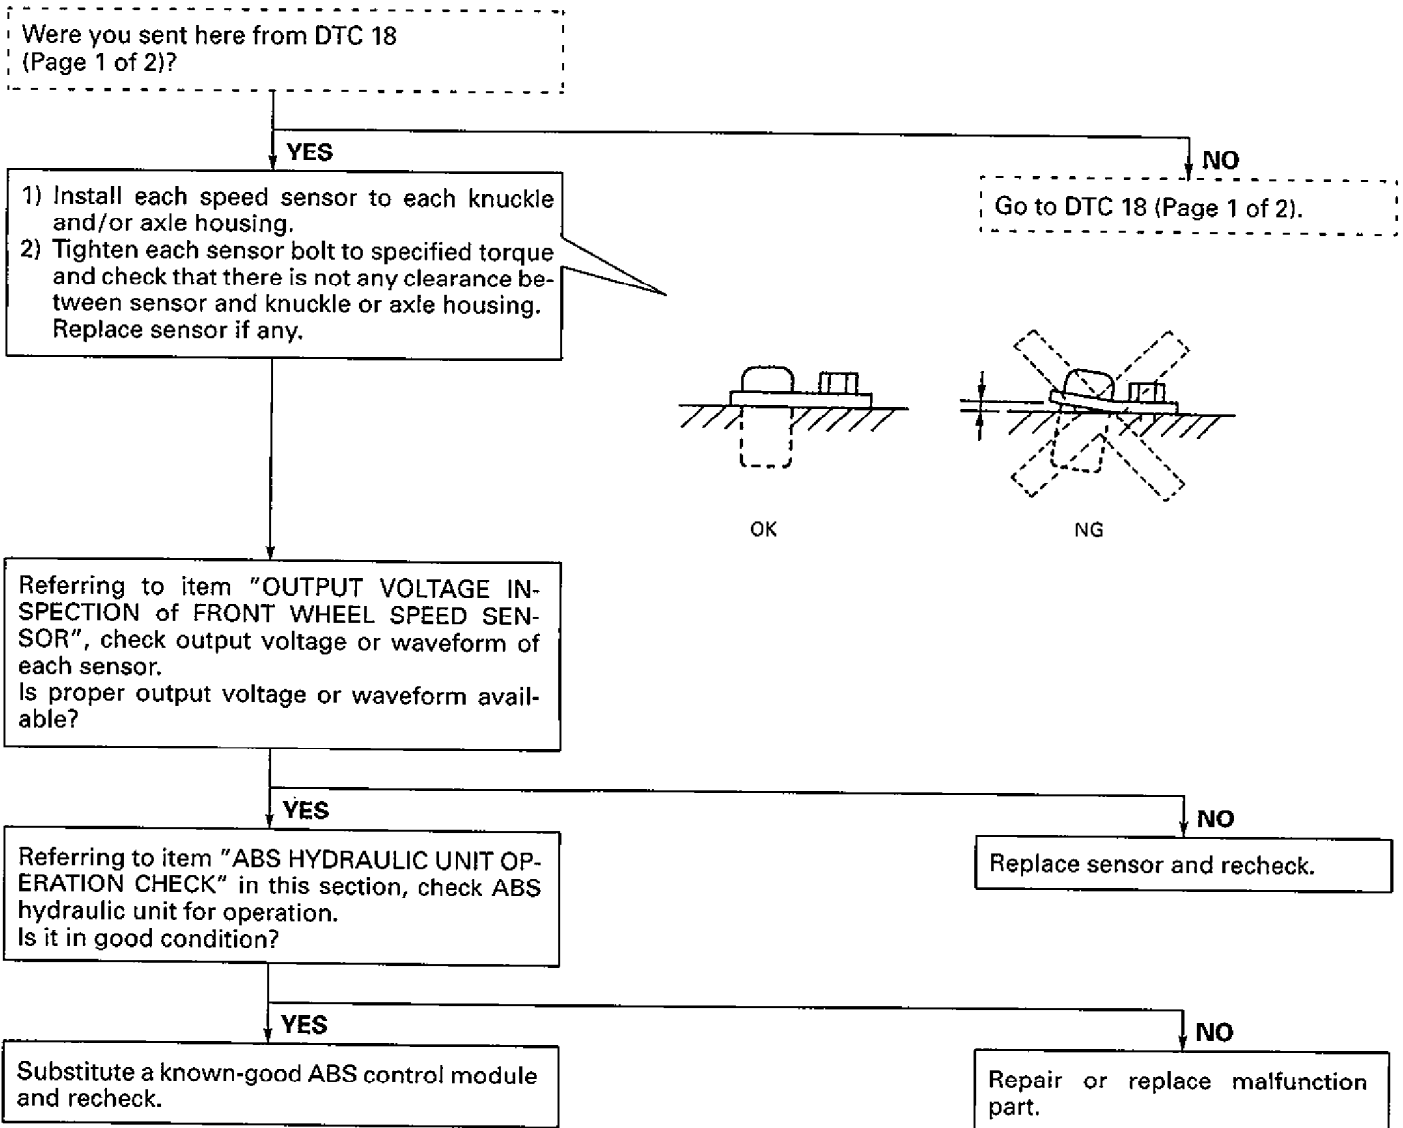 Were you sent here from DTC 18
(Page 1 of 2)?
YES
NO
1) Install each speed sensor to each knuckle
and/or axle housing.
2) Tighten each sensor bolt to specified torque
and check that there is not any clearance be-
tween sensor and knuckle or axle housing.
Replace sensor if any.
Go to DTC 18 (Page 1 of 2).
OK
NG
Referring to item "OUTPUT VOLTAGE IN-
SPECTION of FRONT WHEEL SPEED SEN-
SOR", check output voltage or waveform of
each sensor.
Is proper output voltage or waveform avail-
able?
YES
NO
Referring to item "ABS HYDRAULIC UNIT OP-
ERATION CHECK" in this section, check ABS
hydraulic unit for operation.
Is it in good condition?
Replace sensor and recheck.
YES
NO
Substitute a known-good ABS control module
and recheck.
Repair or replace malfunction
part.